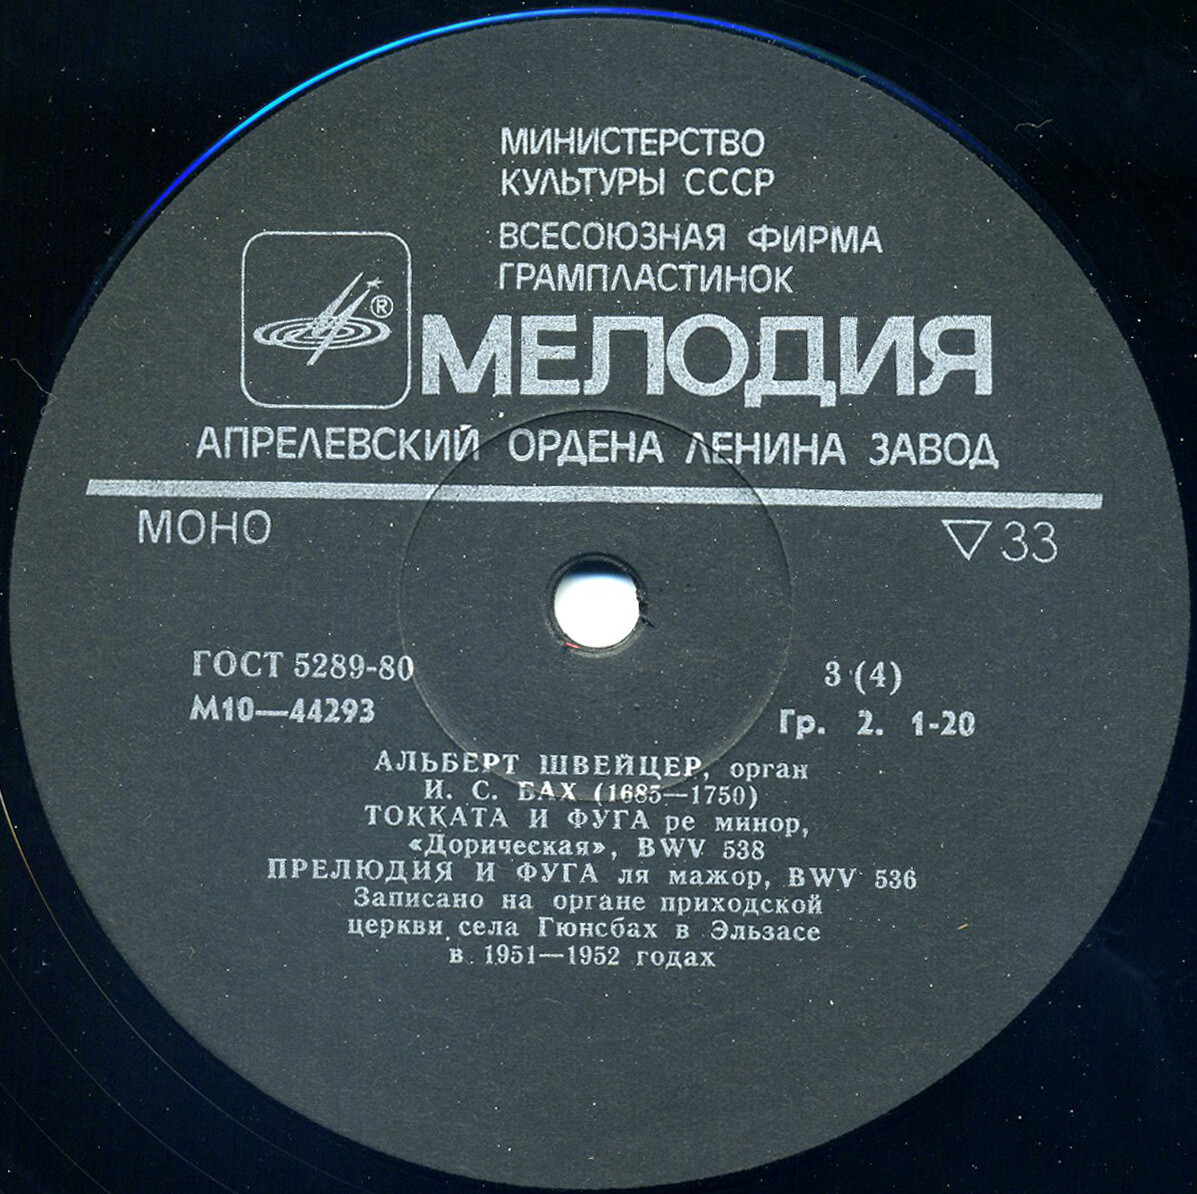 МИНИСТЕРСТВО
КУЛЬТУРЫ СССР
ВСЕСОЮЗНАЯ ФИРМА
ГРАМПЛАСТИНОК
®
МЕЛОДИЯ
АПРЕЛЕВСКИЙ ОРДЕНА ЛЕНИНА ЗАВОД
МОНО
▽33
ГОСТ 5289-80
3 (4)
М10—44293
Гр. 2. 1-20
АЛЬБЕРТ ШВЕЙЦЕР, орган
И. С. БАХ (1685—1750)
ТОККАТА И ФУГА ре минор,
«Дорическая», BWV 538
ПРЕЛЮДИЯ И ФУГА ля мажор, BWV 536
Записано на органе приходской
церкви села Гюнсбах в Эльзасе
в 1951—1952 годах